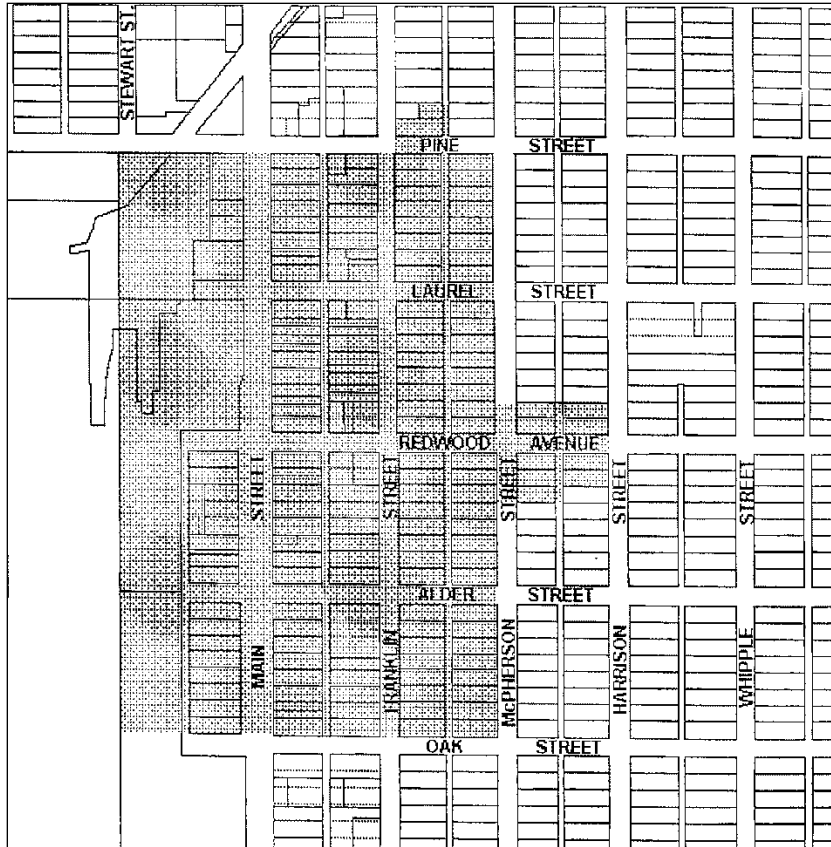 STEWART ST.
PINE STREET
LAUREL STREET
REDWOOD AVENUE
STREET
STREET
STREET
STREET
STREET
ALDER STREET
MAIN
FRANKLIN
McPHERSON
HARRISON
WHIPPLE
OAK STREET